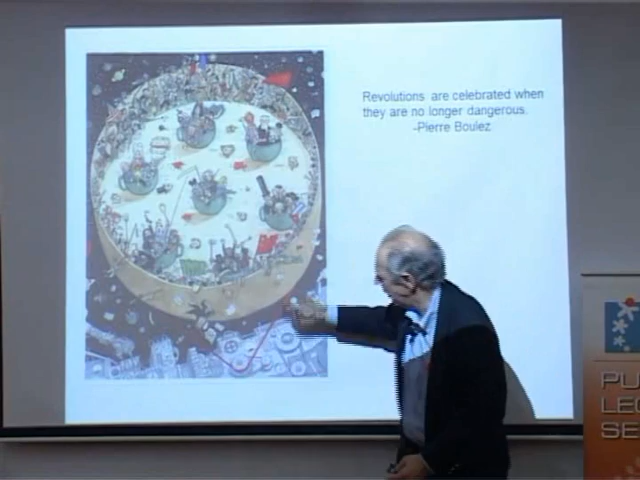 Revolutions are celebrated when
they are no longer dangerous.
-Pierre Boulez
PU
LEC
SE